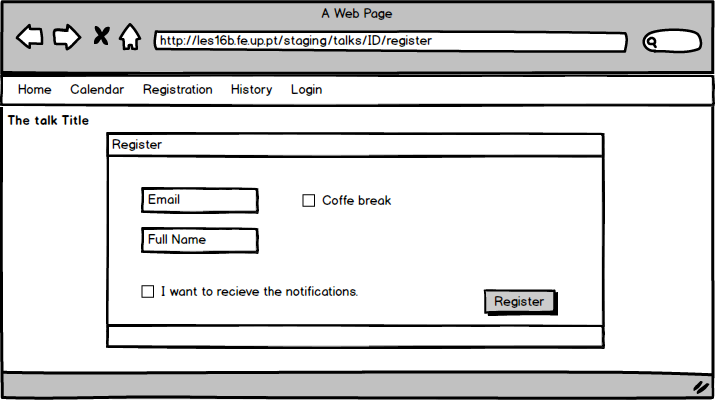 A Web Page
http://les16b.fe.up.pt/staging/talks/ID/register
Home Calendar Registration History Login
The talk Title
Register
Email
Coffe break
Full Name
I want to recieve the notifications.
Register